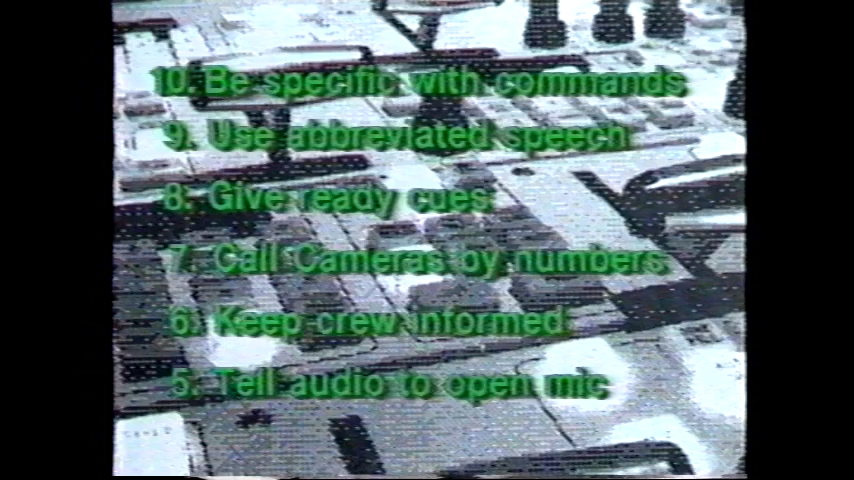 10. Be specific with commands
9. Use abbreviated speech
8. Give ready cues
7. Call Cameras by numbers
6. Keep crew informed
5. Tell audio to open mic